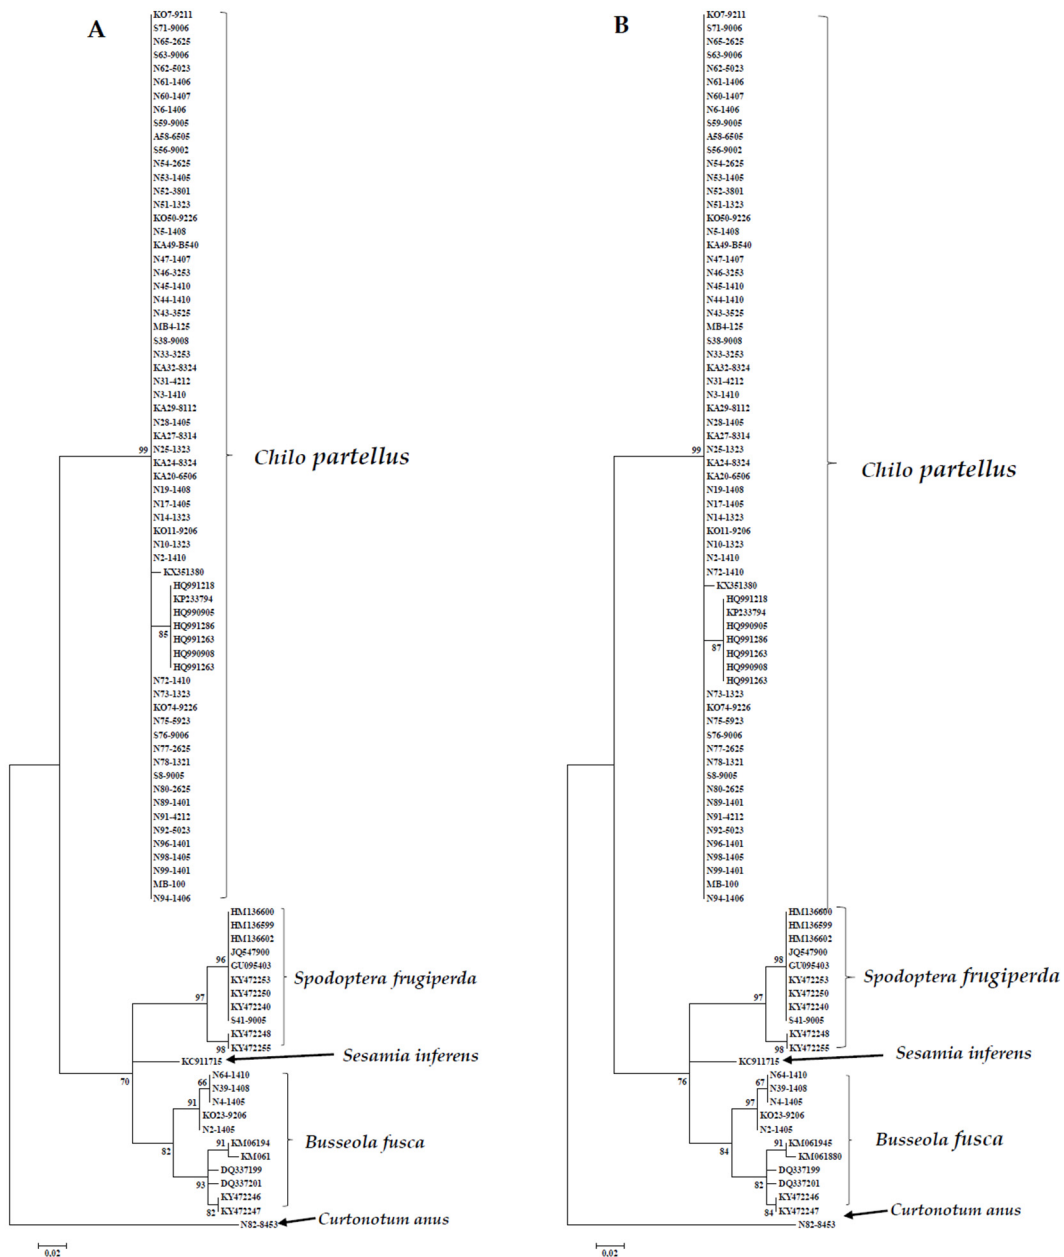 A
KO7-9211
S71-9006
N65-2625
S63-9006
N62-5023
N61-1406
N60-1407
N6-1406
S59-9005
A58-6505
S56-9002
N54-2625
N53-1405
N52-3801
N51-1323
KO50-9226
N5-1408
KA49-B540
N47-1407
N46-3253
N45-1410
N44-1410
N43-3525
MB4-125
S38-9008
N33-3253
KA32-8324
N31-4212
N3-1410
KA29-8112
N28-1405
KA27-8314
N25-1323
KA24-8324
KA20-6506
N19-1408
N17-1405
N14-1323
KO11-9206
N10-1323
N2-1410
KX351380
HQ991218
KP233794
HQ990905
HQ991286
HQ991263
HQ990908
HQ991263
N72-1410
N73-1323
KO74-9226
N75-5923
S76-9006
N77-2625
N78-1321
S8-9005
N80-2625
N89-1401
N91-4212
N92-5023
N96-1401
N98-1405
N99-1401
MB-100
N94-1406
HM136600
HM136599
HM136602
JQ547900
GU095403
KY472253
KY472250
KY472240
S41-9005
KY472248
KY472255
KC911715
N64-1410
N39-1408
N4-1405
KO23-9206
N2-1405
KM06194
KM061
DQ337199
DQ337201
KY472246
KY472247
N82-8453
99
85
96
97
98
70
66
91
82
91
93
82
Chilo partellus
Spodoptera frugiperda
Sesamia inferens
Busseola fusca
Curtonotum anus
0.02
B
KO7-9211
S71-9006
N65-2625
S63-9006
N62-5023
N61-1406
N60-1407
N6-1406
S59-9005
A58-6505
S56-9002
N54-2625
N53-1405
N52-3801
N51-1323
KO50-9226
N5-1408
KA49-B540
N47-1407
N46-3253
N45-1410
N44-1410
N43-3525
MB4-125
S38-9008
N33-3253
KA32-8324
N31-4212
N3-1410
KA29-8112
N28-1405
KA27-8314
N25-1323
KA24-8324
KA20-6506
N19-1408
N17-1405
N14-1323
KO11-9206
N10-1323
N2-1410
N72-1410
KX351380
HQ991218
KP233794
HQ990905
HQ991286
HQ991263
HQ990908
HQ991263
N73-1323
KO74-9226
N75-5923
S76-9006
N77-2625
N78-1321
S8-9005
N80-2625
N89-1401
N91-4212
N92-5023
N96-1401
N98-1405
N99-1401
MB-100
N94-1406
HM136600
HM136599
HM136602
JQ547900
GU095403
KY472253
KY472250
KY472240
S41-9005
KY472248
KY472255
KC911715
N64-1410
N39-1408
N4-1405
KO23-9206
N2-1405
KM061945
KM061880
DQ337199
DQ337201
KY472246
KY472247
N82-8453
99
87
98
97
98
76
67
97
84
91
82
84
Chilo partellus
Spodoptera frugiperda
Sesamia inferens
Busseola fusca
Curtonotum anus
0.02